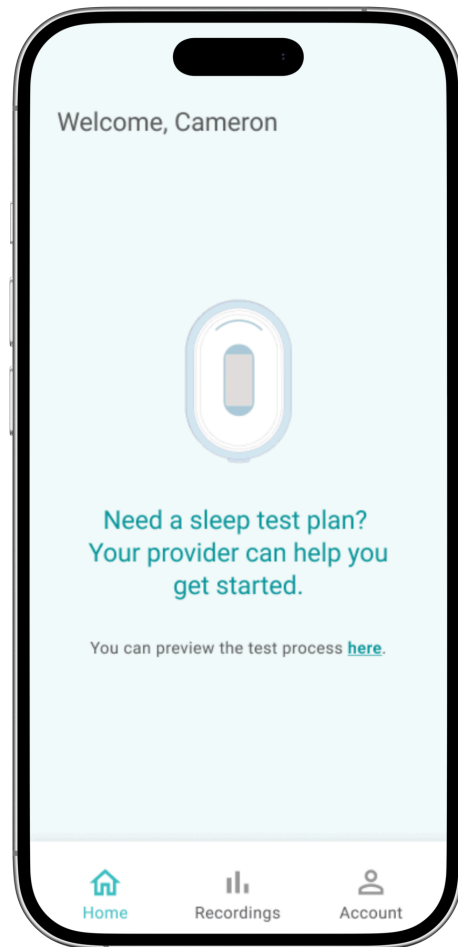 Welcome, Cameron
Need a sleep test plan?
Your provider can help you
get started.
You can preview the test process here.
Home
Recordings
Account